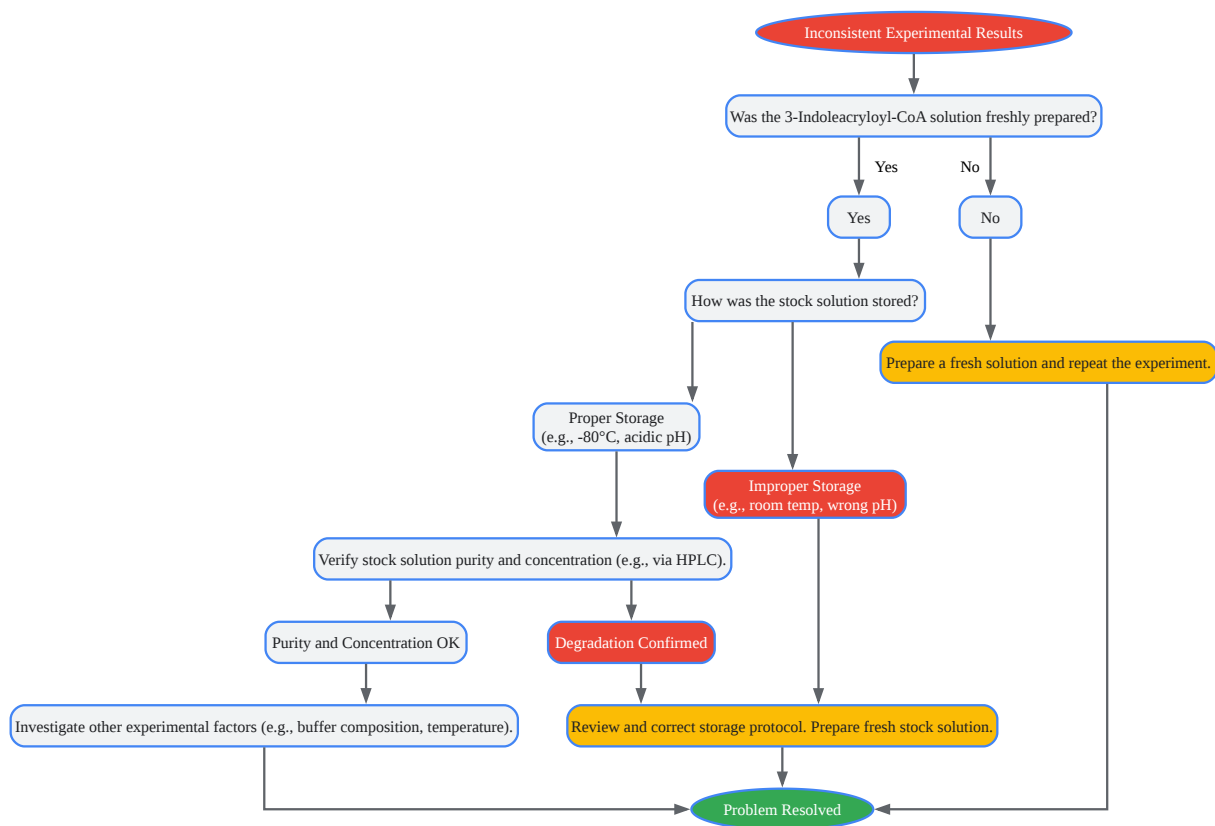 Inconsistent Experimental Results
Was the 3-Indoleacryloyl-CoA solution freshly prepared?
Yes
No
Yes
No
How was the stock solution stored?
Prepare a fresh solution and repeat the experiment.
Proper Storage
(e.g., -80°C, acidic pH)
Improper Storage
(e.g., room temp, wrong pH)
Verify stock solution purity and concentration (e.g., via HPLC).
Purity and Concentration OK
Degradation Confirmed
Investigate other experimental factors (e.g., buffer composition, temperature).
Review and correct storage protocol. Prepare fresh stock solution.
Problem Resolved